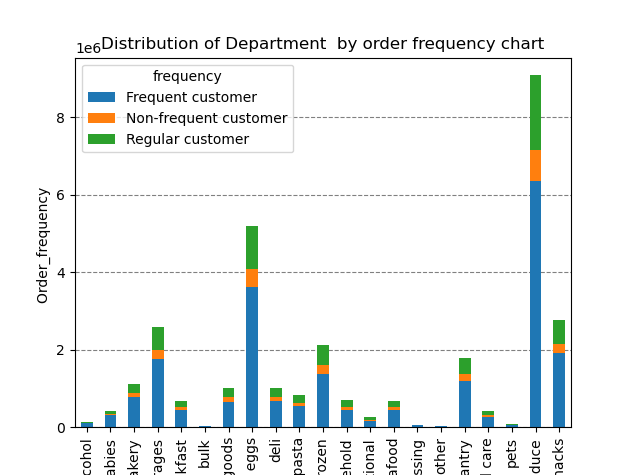 1e6
Distribution of Department  by order frequency chart
frequency
Frequent customer
Non-frequent customer
Regular customer
Order_frequency
8
6
4
2
0
cohol
abies
akery
rages
kfast
bulk
goods
eggs
deli
pasta
rozen
ehold
tional
afood
ssing
other
antry
l care
pets
duce
nacks